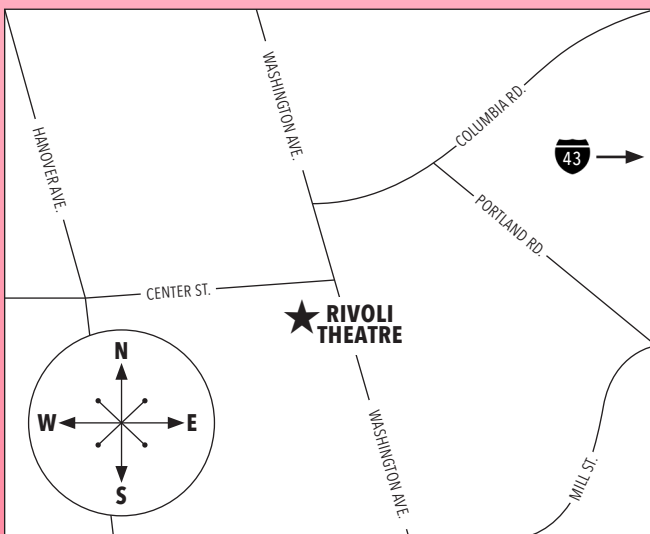 WASHINGTON AVE.
COLUMBIA RD.
HANOVER AVE.
43
PORTLAND RD.
CENTER ST.
RIVOLI
THEATRE
N
W
E
S
WASHINGTON AVE.
MILL ST.